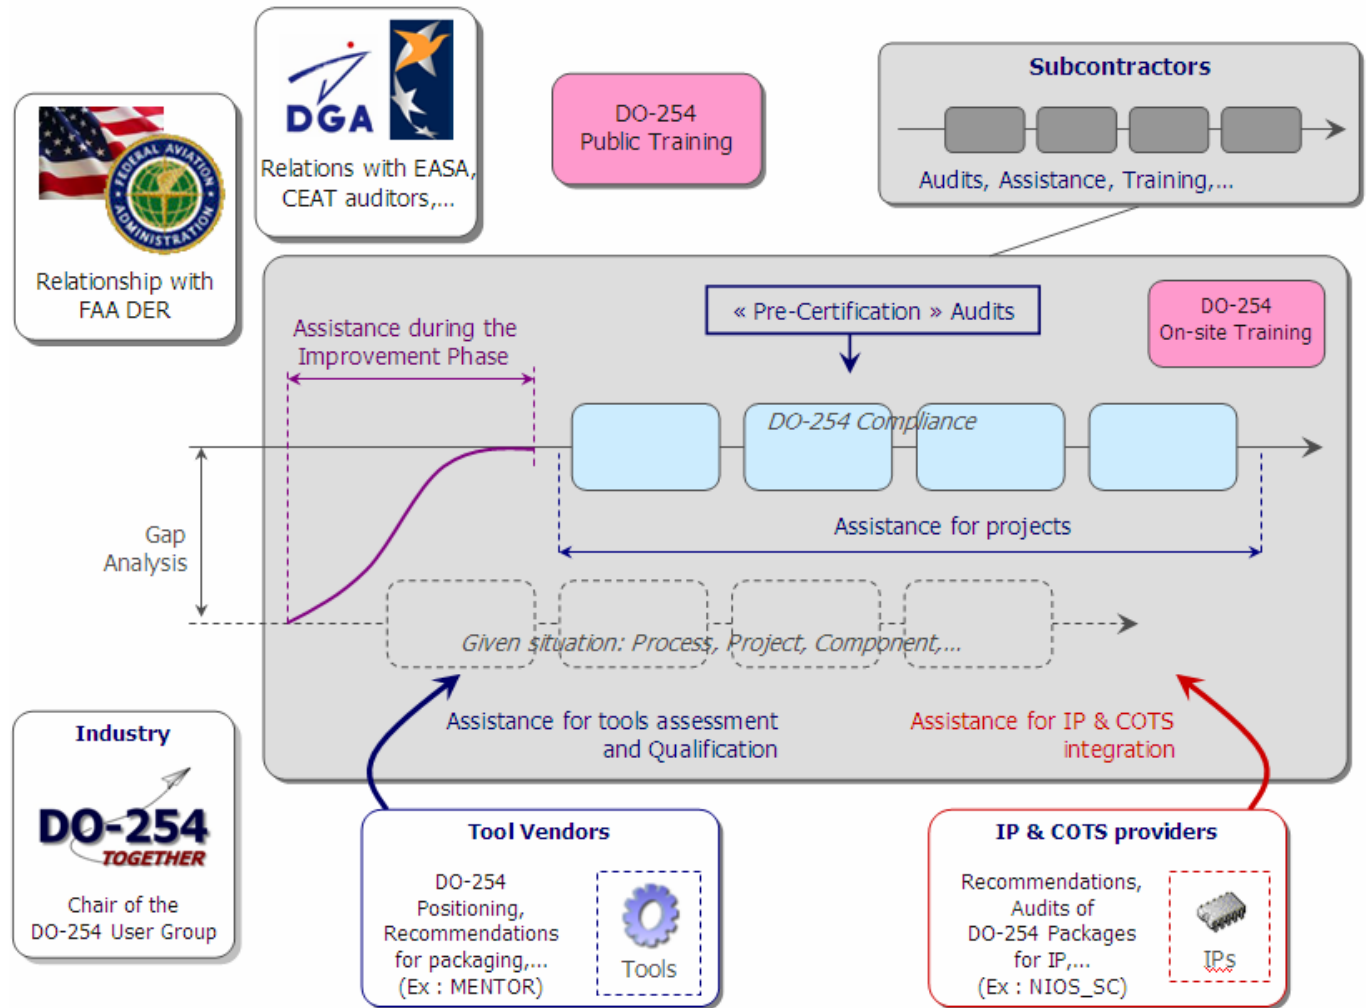 DGA
Relations with EASA,
CEAT auditors,...
FEDERAL AVIATION
ADMINISTRATION
Relationship with
FAA DER
DO-254
Public Training
Subcontractors
Audits, Assistance, Training,...
« Pre-Certification » Audits
DO-254
On-site Training
Assistance during the
Improvement Phase
DO-254 Compliance
Gap
Analysis
Assistance for projects
Given situation: Process, Project, Component,...
Assistance for tools assessment
and Qualification
Assistance for IP & COTS
integration
Industry
DO-254
TOGETHER
Chair of the
DO-254 User Group
Tool Vendors
DO-254
Positioning,
Recommendations
for packaging,...
(Ex : MENTOR)
Tools
IP & COTS providers
Recommendations,
Audits of
DO-254 Packages
for IP,...
(Ex : NIOS_SC)
IPs